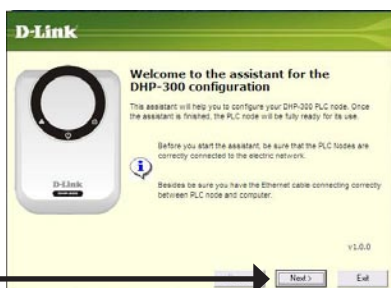 D-Link
Welcome to the assistant for the
DHP-300 configuration
This assistant will help you to configure your DHP-300 PLC node. Once
the assistant is finished, the PLC node will be fully ready for its use.
Before you start the assistant, be sure that the PLC Nodes are
correctly connected to the electric network.
Besides be sure you have the Ethernet cable connecting correctly
between PLC node and computer.
D-Link
v1.0.0
Next >
Exit